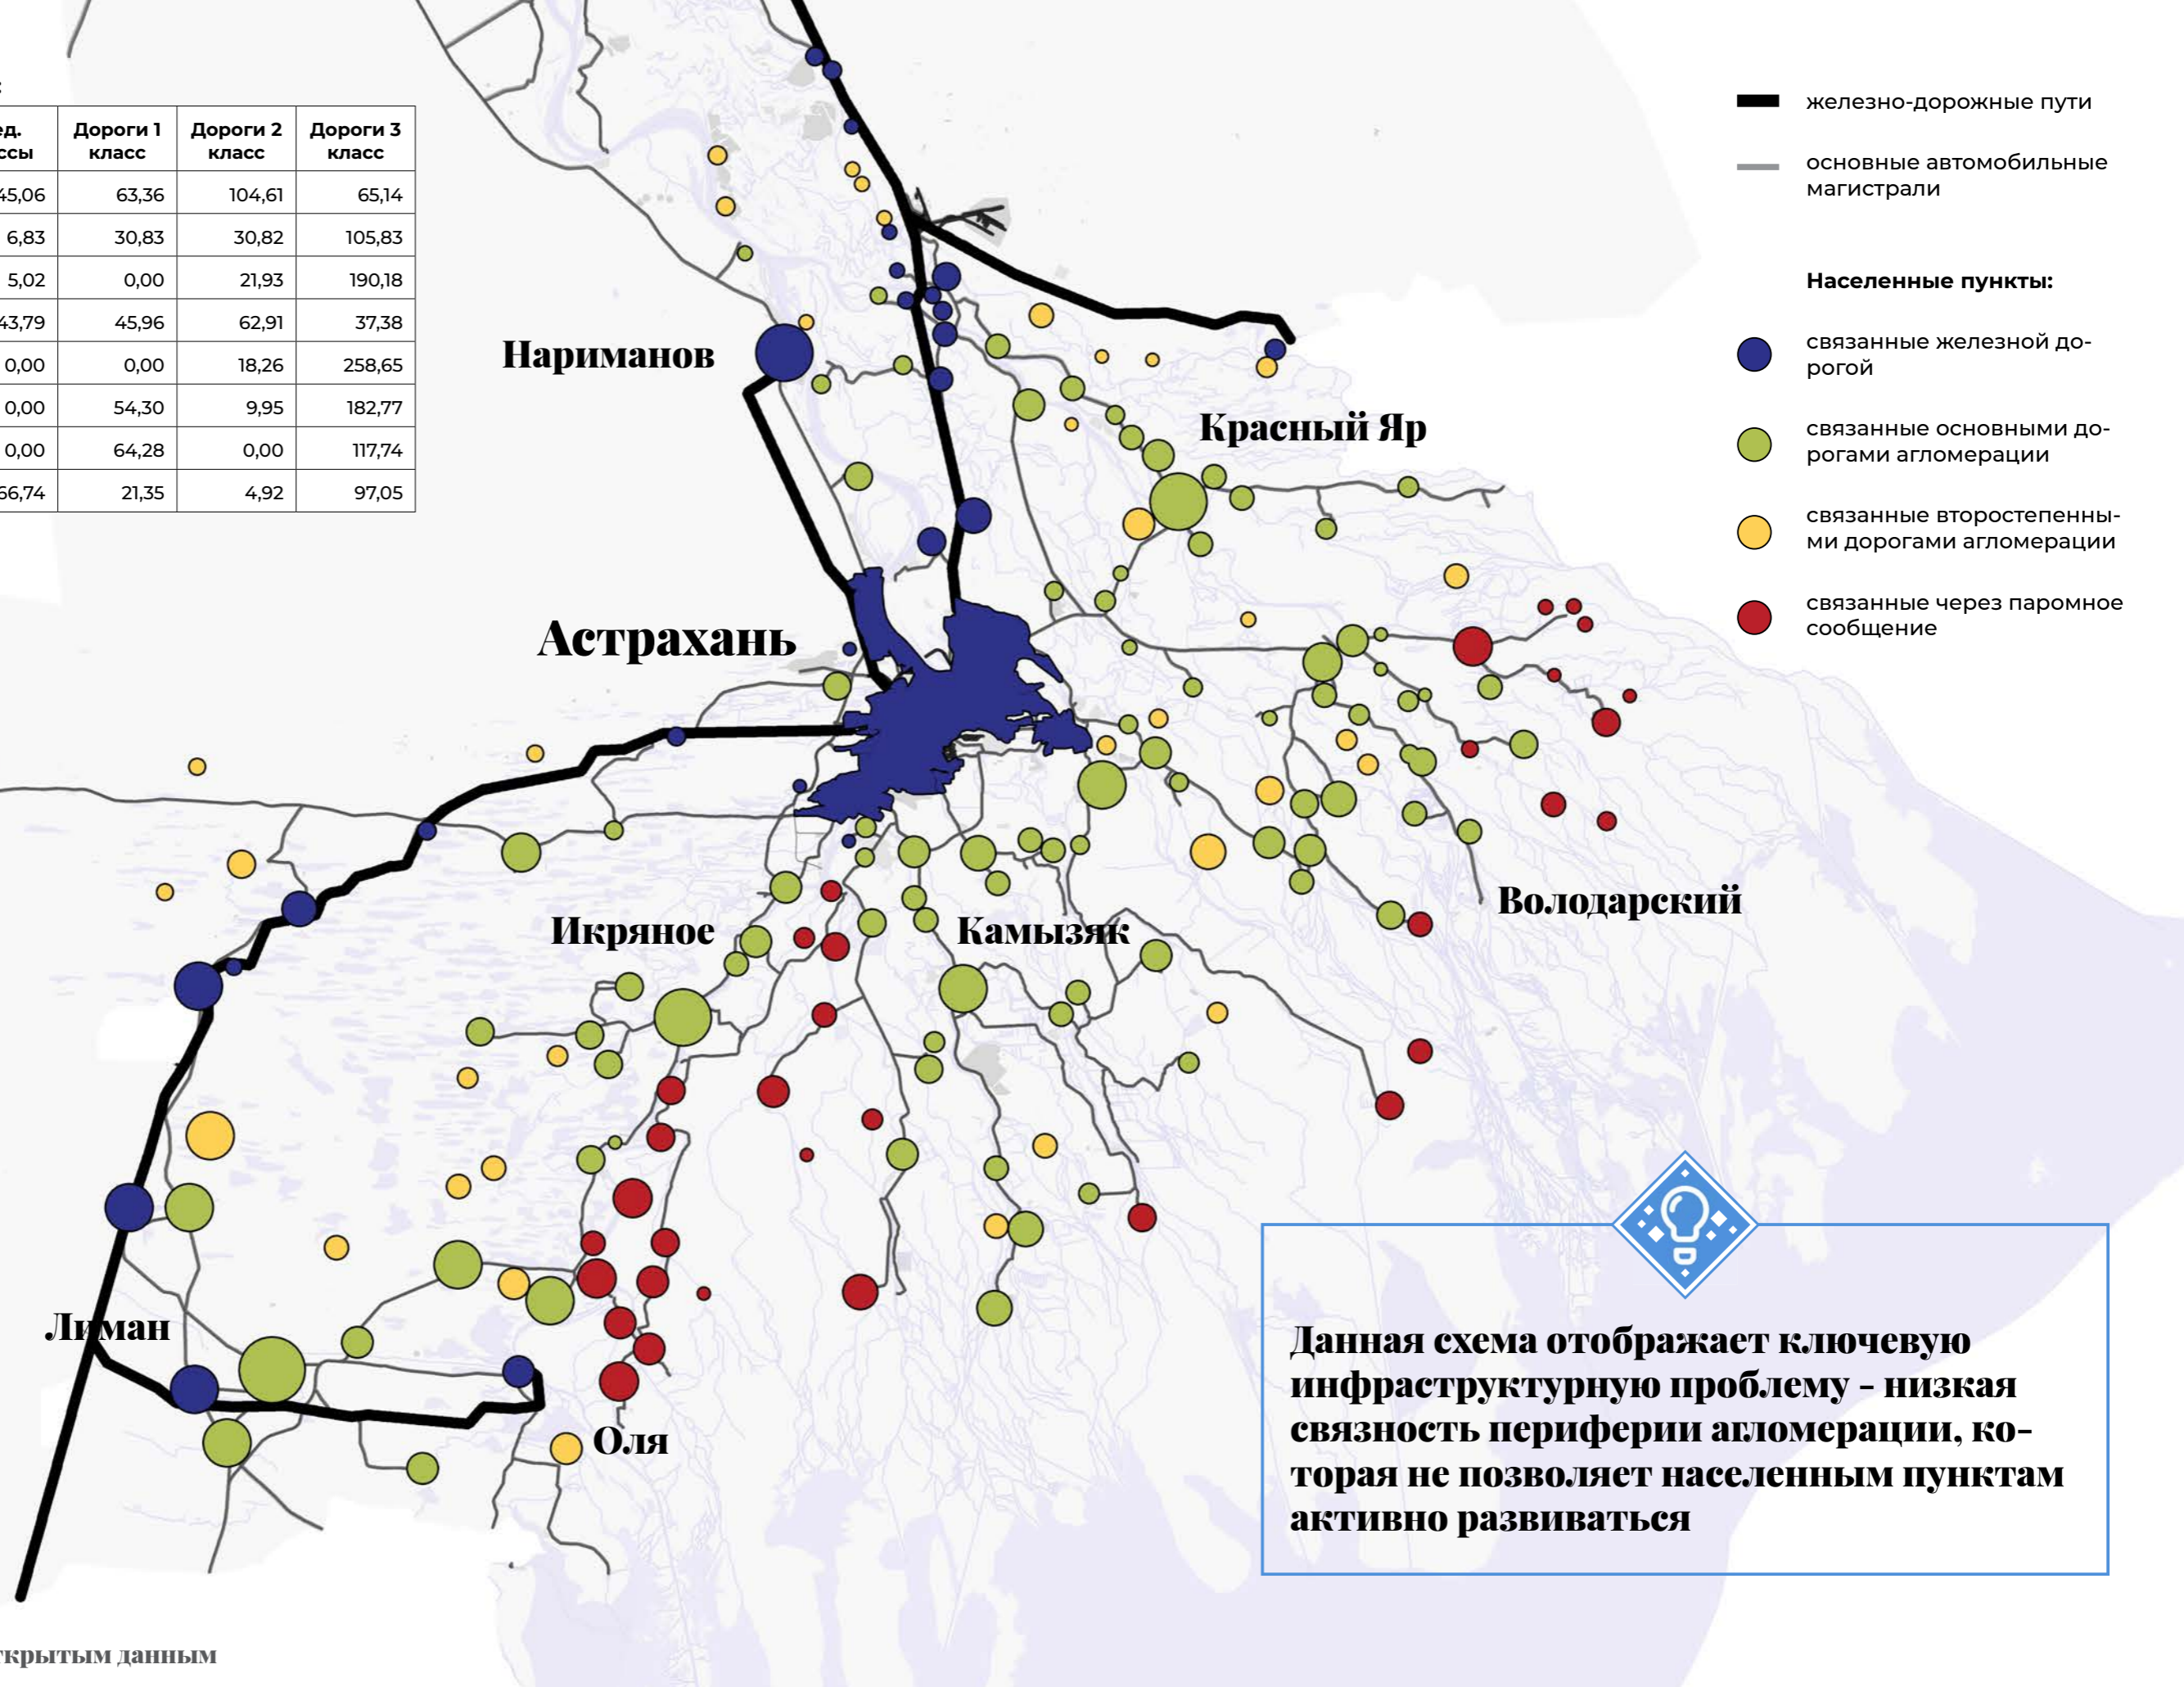 :
ед.
ссы
Дороги 1
класс
Дороги 2
класс
Дороги 3
класс
45,06 63,36 104,61 65,14
6,83 30,83 30,82 105,83
5,02 0,00 21,93 190,18
43,79 45,96 62,91 37,38
0,00 0,00 18,26 258,65
0,00 54,30 9,95 182,77
0,00 64,28 0,00 117,74
66,74 21,35 4,92 97,05
железно-дорожные пути
основные автомобильные
магистрали
Населенные пункты:
связанные железной до-
рогой
связанные основными до-
рогами агломерации
связанные второстепенны-
ми дорогами агломерации
связанные через паромное
сообщение
Нариманов
Красный Яр
Астрахань
Володарский
Икряное
Камызяк
Лиман
Оля
Данная схема отображает ключевую
инфраструктурную проблему - низкая
связность периферии агломерации, ко-
торая не позволяет населенным пунктам
активно развиваться
ткрытым данным